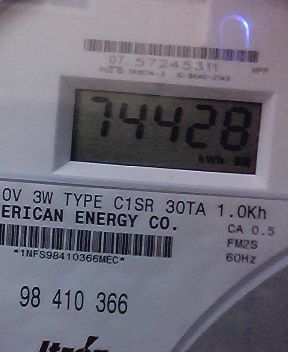 07 57245311
74428
kWh
0V 3W TYPE C1SR 30TA 1.0Kh
ERICAN ENERGY CO.
CA 0.5
FM2S
*1NFS98410366MEC*
60Hz
98 410 366
Itrón